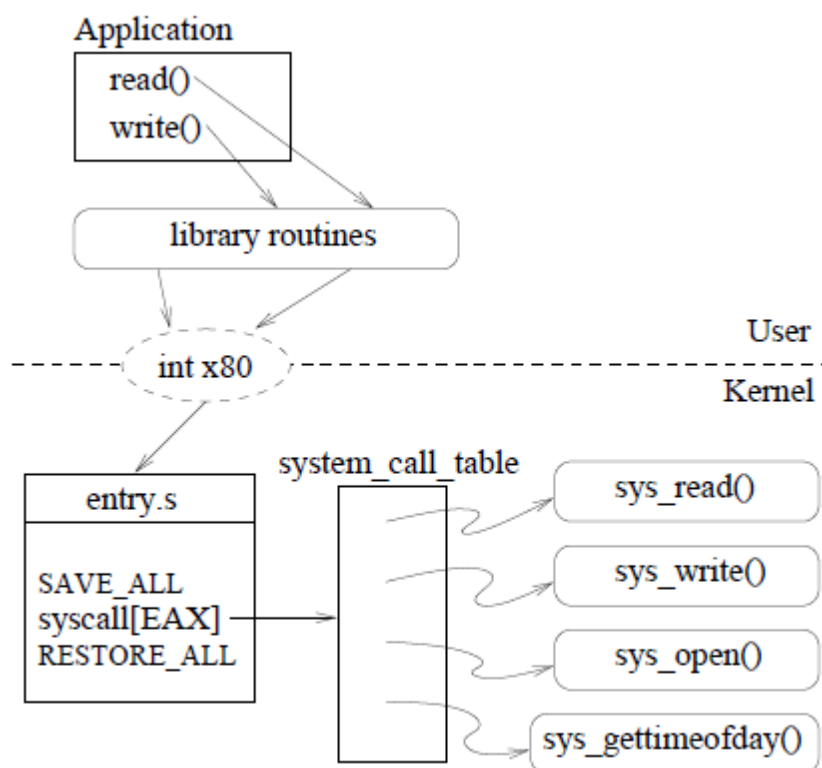 Application
read()
write()
library routines
User
int x80
Kernel
system_call_table
entry.s
sys_read()
SAVE_ALL
syscall[EAX]
RESTORE_ALL
sys_write()
sys_open()
sys_gettimeofday()